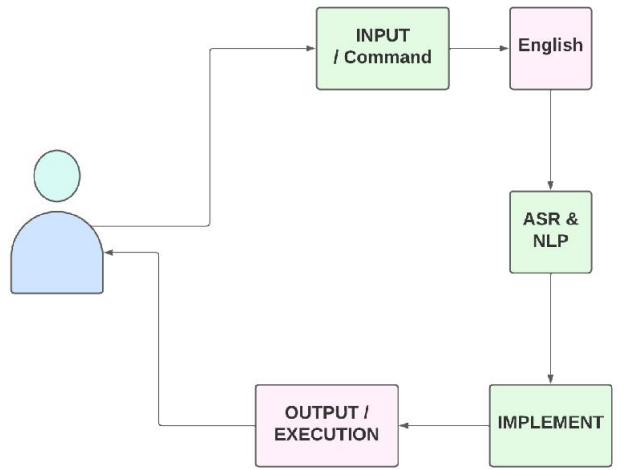 INPUT
/ Command
English
ASR &
NLP
IMPLEMENT
OUTPUT /
EXECUTION